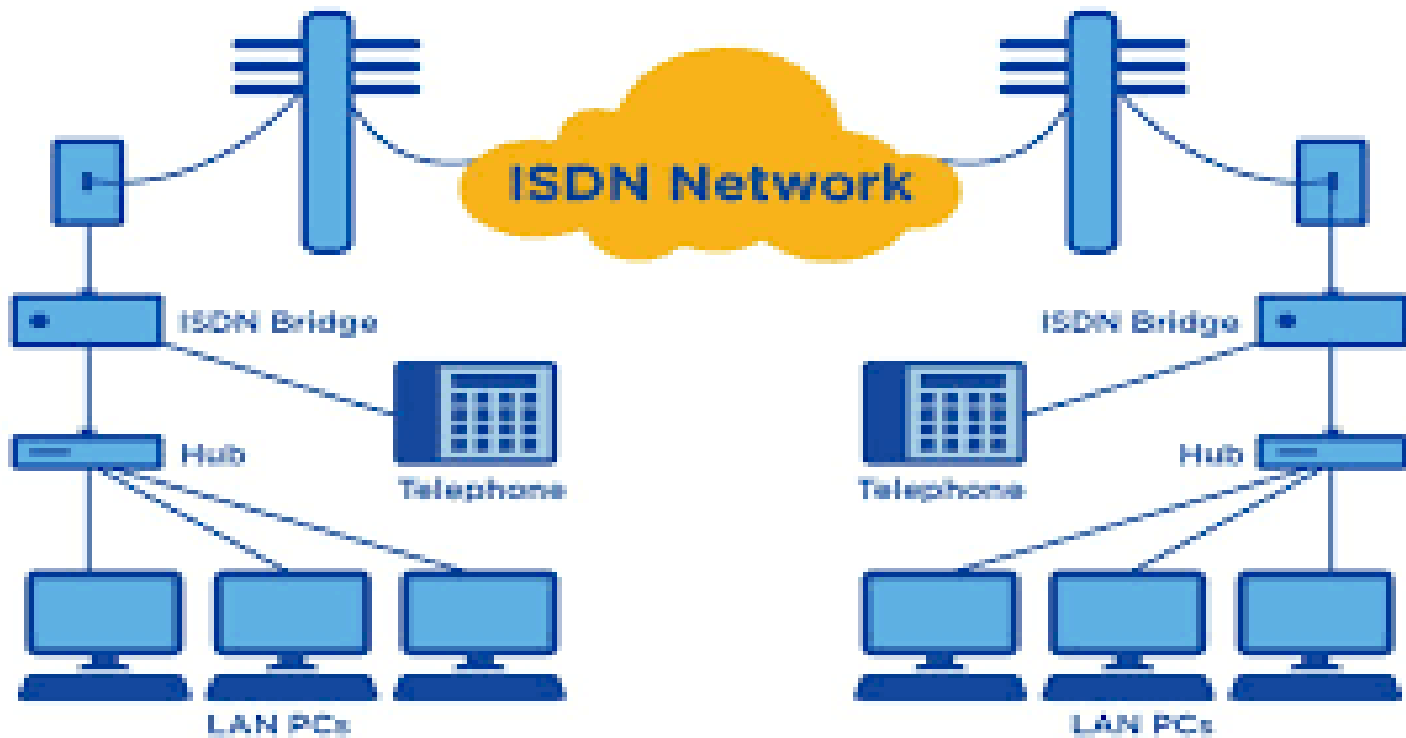 ISDN Network
ISDN Bridge
ISDN Bridge
Hub
Telephone
Telephone
Hub
LAN PCs
LAN PCs